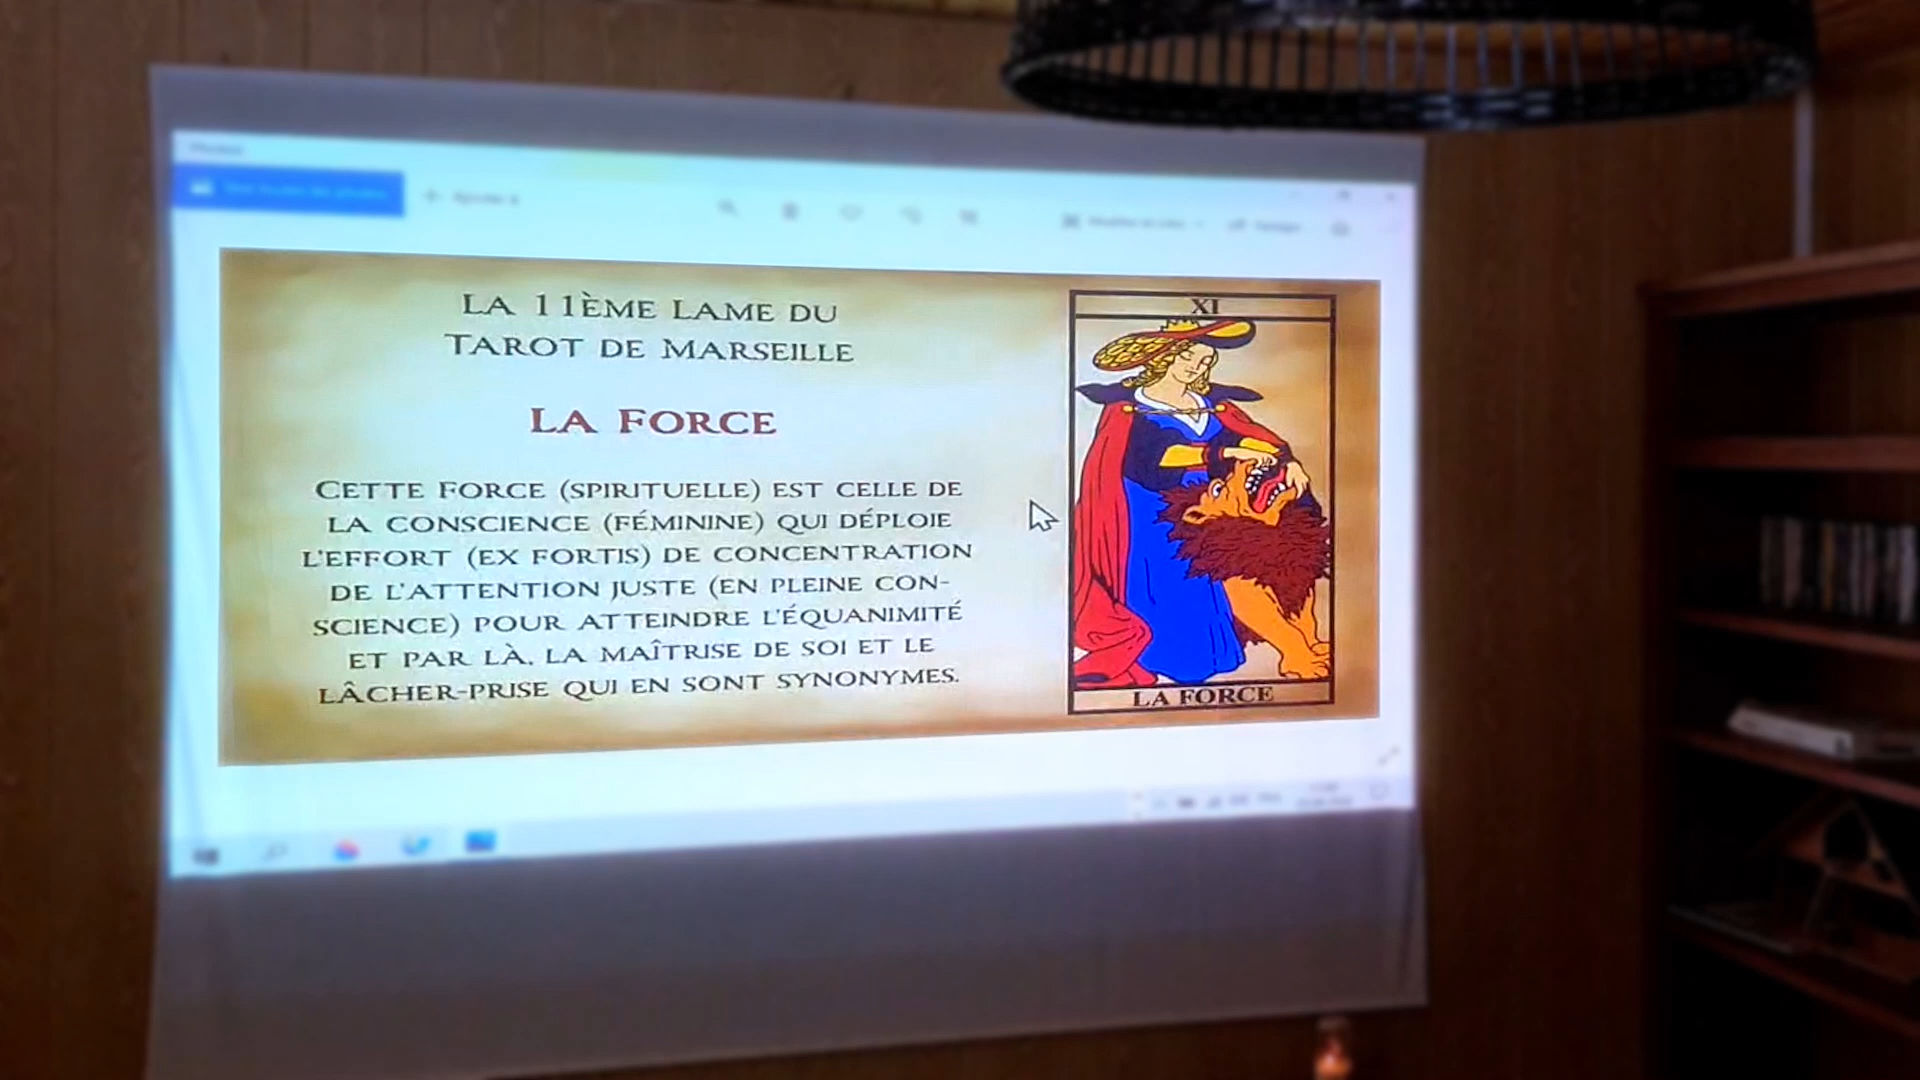 LA 11ÈME LAME DU
TAROT DE MARSEILLE
LA FORCE
CETTE FORCE (SPIRITUELLE) EST CELLE DE
LA CONSCIENCE (FÉMININE) QUI DÉPLOIE
L'EFFORT (EX FORTIS) DE CONCENTRATION
DE L'ATTENTION JUSTE (EN PLEINE CON-
SCIENCE) POUR ATTEINDRE L'ÉQUANIMITÉ
ET PAR LÀ, LA MAÎTRISE DE SOI ET LE
LÂCHER-PRISE QUI EN SONT SYNONYMES.
XI
LA FORCE